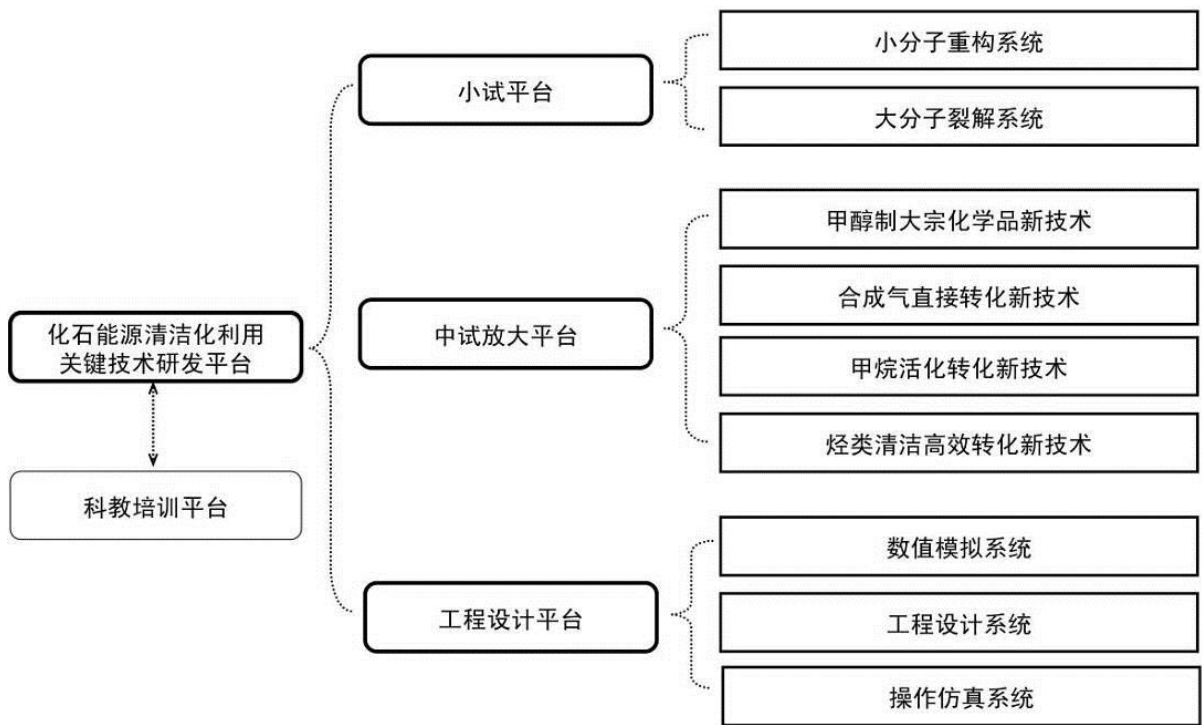 化石能源清洁化利用
关键技术研发平台
科教培训平台
小试平台
小分子重构系统
大分子裂解系统
中试放大平台
甲醇制大宗化学品新技术
合成气直接转化新技术
甲烷活化转化新技术
烃类清洁高效转化新技术
工程设计平台
数值模拟系统
工程设计系统
操作仿真系统